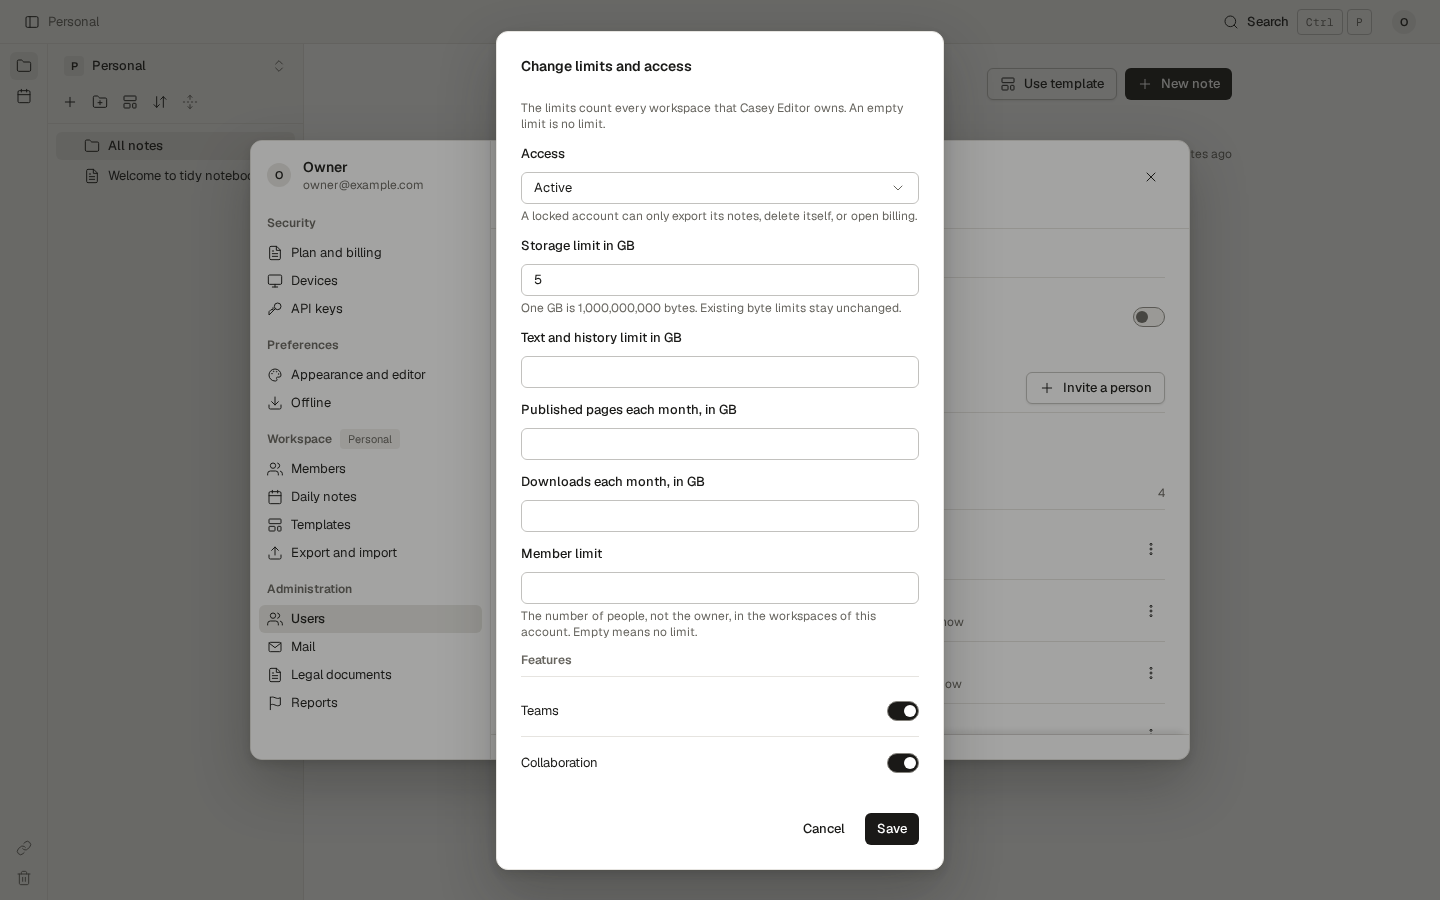 Personal
Search
Ctrl
P
O
P
Personal
Use template
New note
All notes
Welcome to tidy
tes ago
O
Owner
owner@example.com
Security
Plan and billing
Devices
API keys
Preferences
Appearance and editor
Offline
Workspace
Personal
Members
Daily notes
Templates
Export and import
Administration
Users
Mail
Legal documents
Reports
Invite a person
4
now
ow
Change limits and access
The limits count every workspace that Casey Editor owns. An empty
limit is no limit.
Access
Active
A locked account can only export its notes, delete itself, or open billing.
Storage limit in GB
5
One GB is 1,000,000,000 bytes. Existing byte limits stay unchanged.
Text and history limit in GB
Published pages each month, in GB
Downloads each month, in GB
Member limit
The number of people, not the owner, in the workspaces of this
account. Empty means no limit.
Features
Teams
Collaboration
Cancel
Save